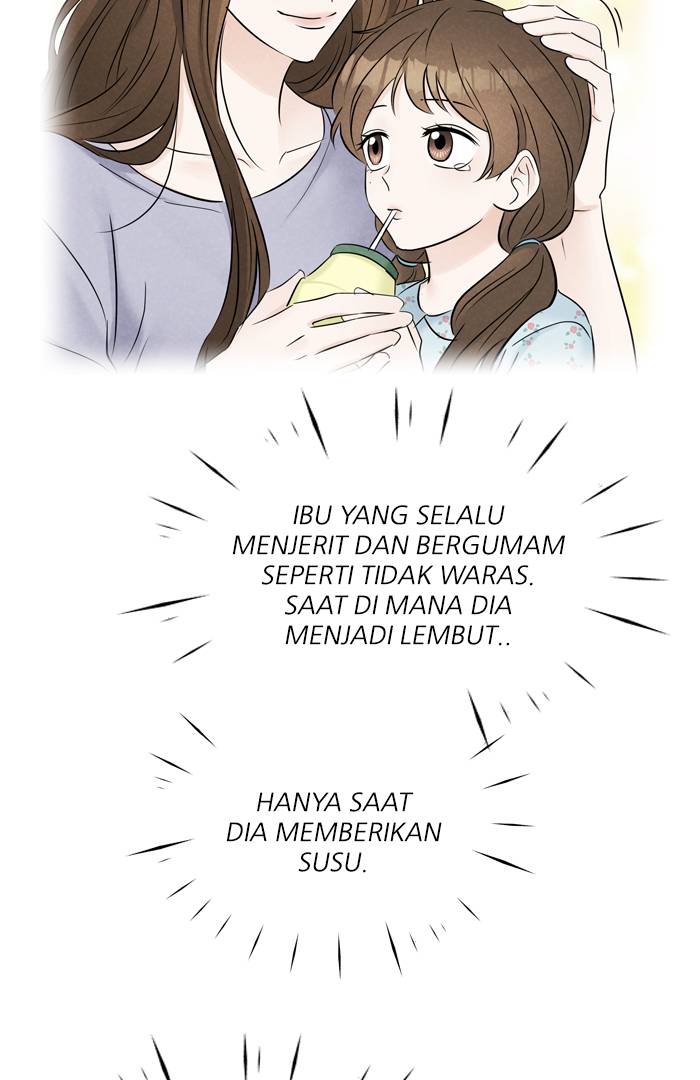 IBU YANG SELALU
MENJERIT DAN BERGUMAM
SEPERTI TIDAK WARAS.
SAAT DI MANA DIA
MENJADI LEMBUT..
HANYA SAAT
DIA MEMBERIKAN
SUSU.